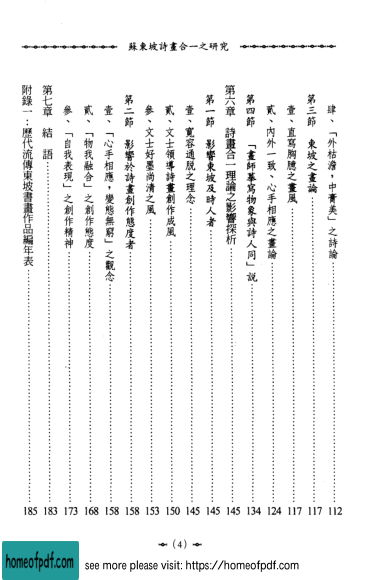 蘇東坡詩畫合一之研究
肆、「外枯澹，中膏美」之詩論 112
第三節 東坡之畫論 117
壹、直寫胸臆之畫風 117
貳、內外一致、心手相應之畫論 124
第四節 「畫師摹寫物象與詩人同」說 134
第六章 詩畫合一理論之影響探析 145
第一節 影響東坡及時人者 145
壹、寬容通脫之理念 145
貳、文士領導詩畫創作成風 150
參、文士好墨尚清之風 153
第二節 影響於詩畫創作態度者 158
壹、「心手相應，變態無窮」之觀念 158
貳、「物我融合」之創作態度 168
參、「自我表現」之創作精神 173
第七章 結 語 183
附錄一：歷代流傳東坡書畫作品編年表 185
(4)
homeofpdf.com
see more please visit: https://homeofpdf.com